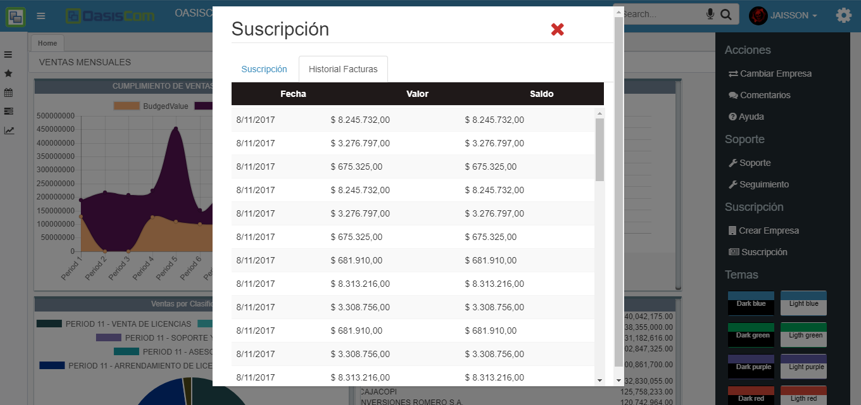 OasisCom
OASISC
Search...
JAISSON
Home
VENTAS MENSUALES
CUMPLIMIENTO DE VENTAS
BudgedValue
500000000
450000000
400000000
350000000
300000000
250000000
200000000
150000000
100000000
50000000
0
Period 1
Period 2
Period 3
Period 4
Period 5
Period 6
Ventas por Clasifi
PERIOD 11 - VENTA DE LICENCIAS
PERIOD 11 - SOPORTE Y
PERIOD 11 - ASESO
PERIOD 11 - ARRENDAMIENTO DE LICE
Suscripción
Suscripción
Historial Facturas
Fecha Valor Saldo
8/11/2017 $ 8.245.732,00 $ 8.245.732,00
8/11/2017 $ 3.276.797,00 $ 3.276.797,00
8/11/2017 $ 675.325,00 $ 675.325,00
8/11/2017 $ 8.245.732,00 $ 8.245.732,00
8/11/2017 $ 3.276.797,00 $ 3.276.797,00
8/11/2017 $ 675.325,00 $ 675.325,00
8/11/2017 $ 681.910,00 $ 681.910,00
8/11/2017 $ 8.313.216,00 $ 8.313.216,00
8/11/2017 $ 3.308.756,00 $ 3.308.756,00
8/11/2017 $ 681.910,00 $ 681.910,00
8/11/2017 $ 3.308.756,00 $ 3.308.756,00
8/11/2017 $ 8.313.216,00 $ 8.313.216,00
40,042,175.00
38,355,000.00
31,182,616.00
02,847,325.00
00,861,700.00
32,830,055.00
CAJACOPI
INVERSIONES ROMERO S.A. 120,742,964.00
Acciones
Cambiar Empresa
Comentarios
Ayuda
Soporte
Soporte
Seguimiento
Suscripción
Crear Empresa
Suscripción
Temas
Dark blue
Light blue
Dark green
Ligth green
Dark purple
Light purple
Dark red
Ligth red